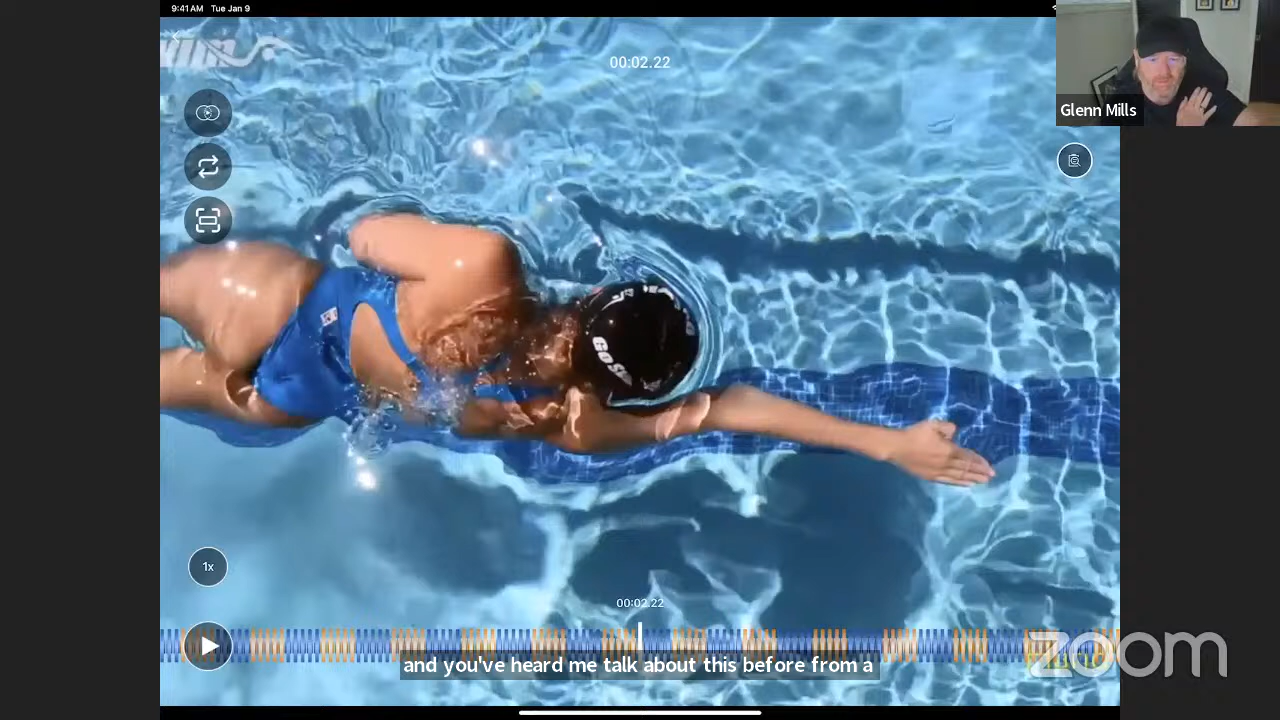 9:41 AM Tue Jan 9
00:02.22
Glenn Mills
GoSw
1x
00:02.22
and you've heard me talk about this before from a
zoom